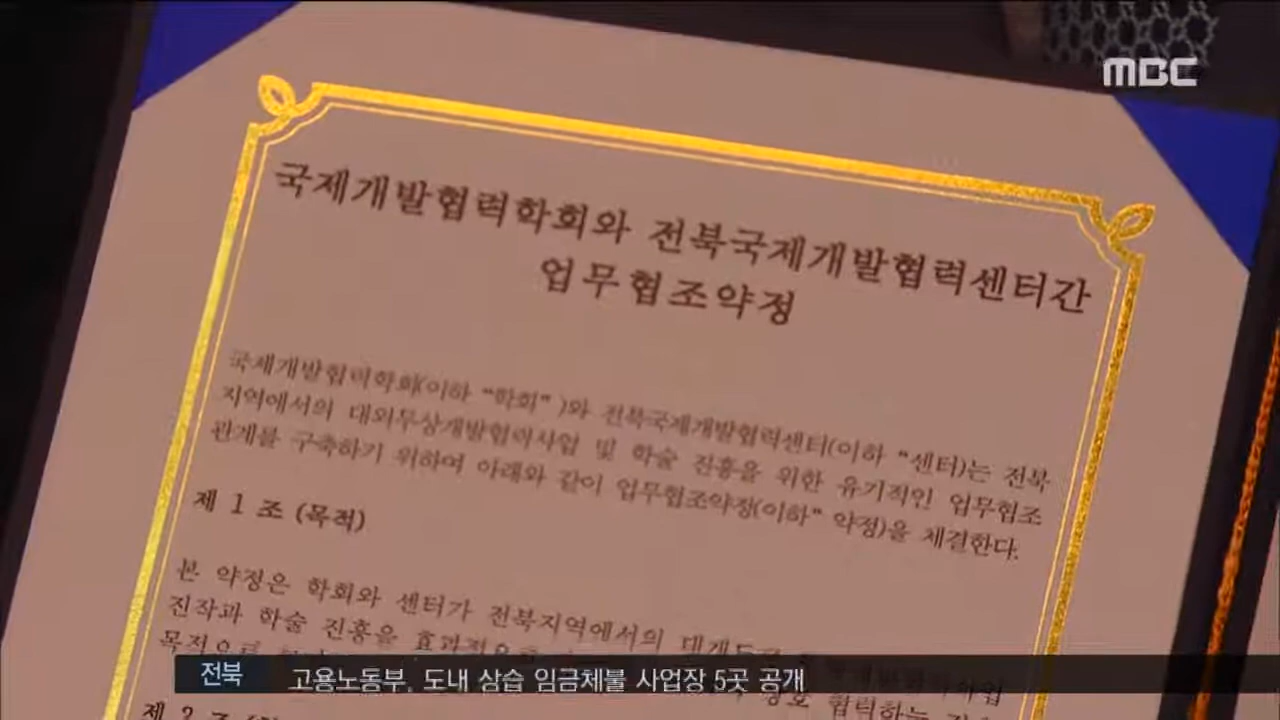 MBC
국제개발협력학회와 전북국제개발협력센터간
업무협조약정
국제개발협력학회(이하 "학회")와 전북국제개발협력센터(이하 "센터)는 전북
지역에서의 대외무상개발협력사업 및 학술 진흥을 위한 유기적인 업무협조
관계를 구축하기 위하여 아래와 같이 업무협조약정(이하" 약정)을 체결한다.
제 1 조 (목적)
본 약정은 학회와 센터가 전북지역에서의
진작과 학술 진흥을 효과적으로
목적으로
협력하는
제 2 조
전북 고용노동부, 도내 상습 임금체불 사업장 5곳 공개